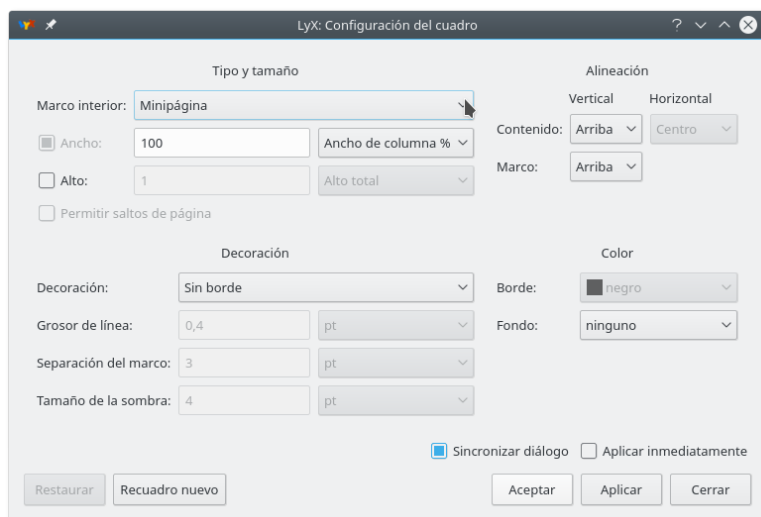 LyX: Configuración del cuadro
Tipo y tamaño
Alineación
Marco interior: Minipágina
Vertical Horizontal
Ancho: 100 Ancho de columna %
Contenido: Arriba Centro
Alto: 1 Alto total
Marco: Arriba
Permitir saltos de página
Decoración
Color
Decoración: Sin borde
Borde: negro
Grosor de línea: 0,4 pt
Fondo: ninguno
Separación del marco: 3 pt
Tamaño de la sombra: 4 pt
Sincronizar diálogo Aplicar inmediatamente
Restaurar Recuadro nuevo Aceptar Aplicar Cerrar